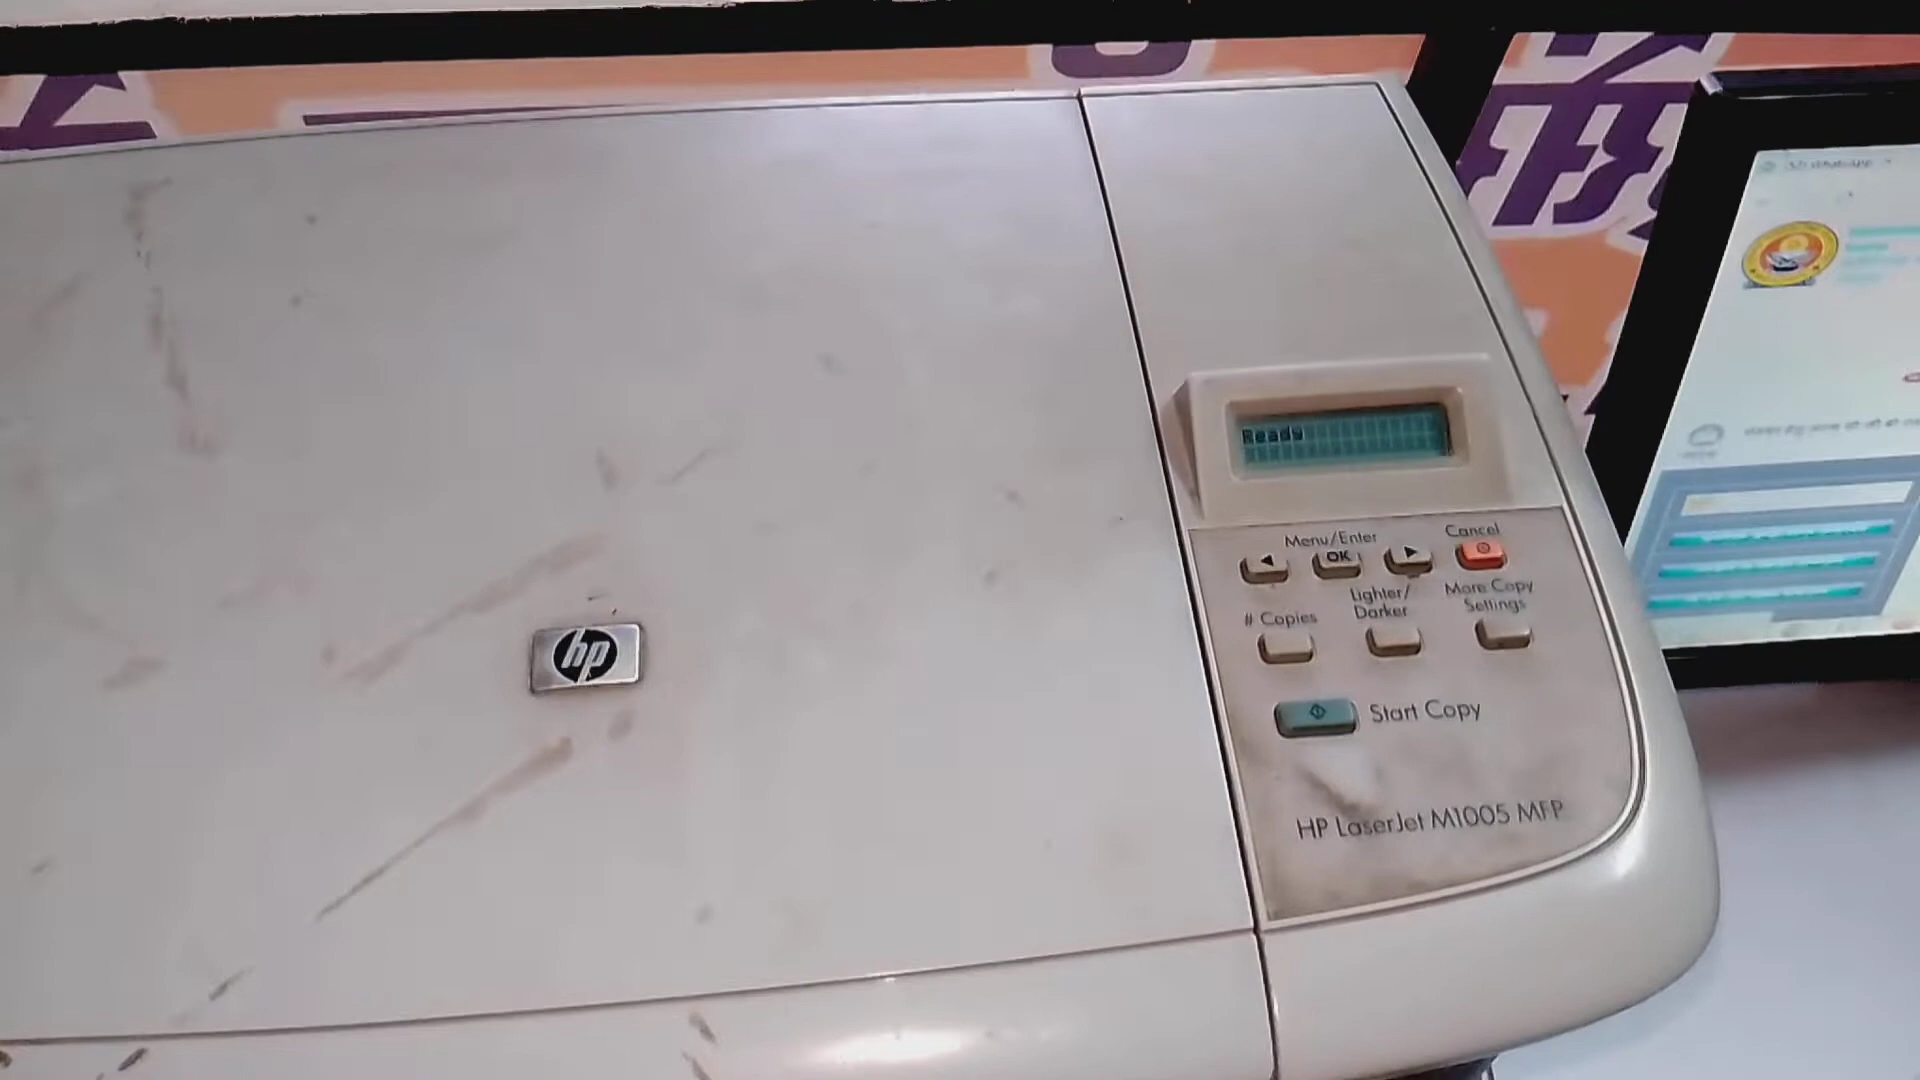 Ready
Menu/Enter
Cancel
OK
# Copies
Lighter/
Darker
More Copy
Settings
hp
Start Copy
HP LaserJet M1005 MFP